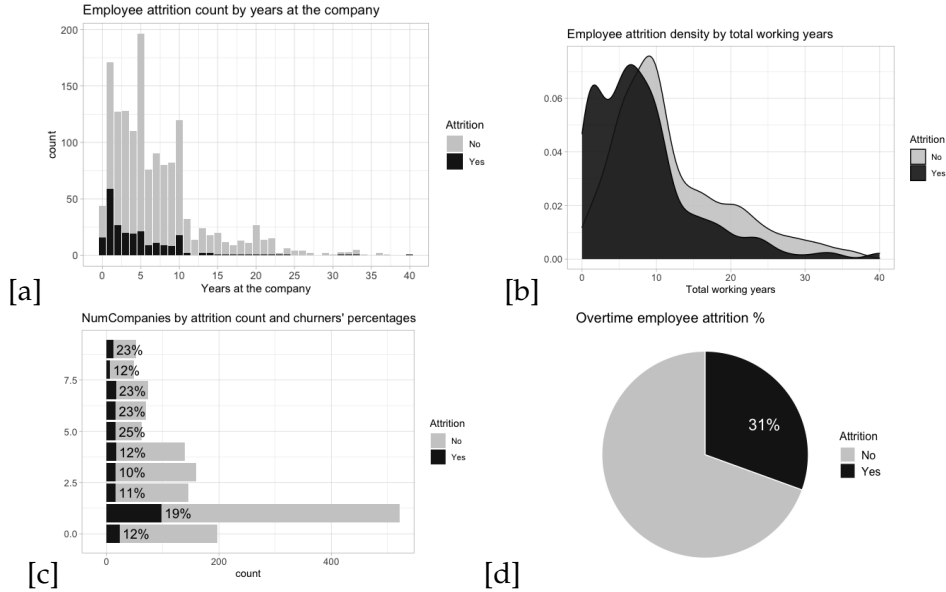 Employee attrition count by years at the company
200
150
100
50
0
count
0 5 10 15 20 25 30 35 40
Years at the company
Attrition
No
Yes
[a]
Employee attrition density by total working years
0.06
0.04
0.02
0.00
0 10 20 30 40
Total working years
Attrition
No
Yes
[b]
NumCompanies by attrition count and churners' percentages
7.5
5.0
2.5
0.0
23%
12%
23%
23%
25%
12%
10%
11%
19%
12%
0 200 400
count
Attrition
No
Yes
[c]
Overtime employee attrition %
31%
Attrition
No
Yes
[d]